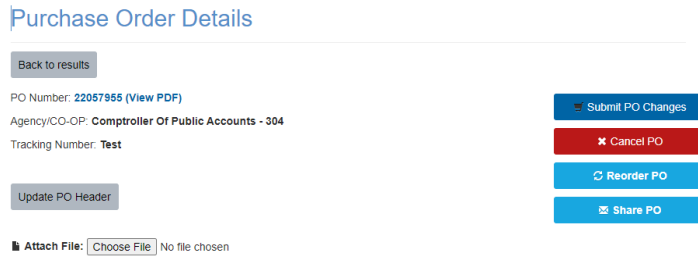 Purchase Order Details
Back to results
PO Number: 22057955 (View PDF)
Agency/CO-OP: Comptroller Of Public Accounts - 304
Tracking Number: Test
Submit PO Changes
Cancel PO
Reorder PO
Share PO
Update PO Header
Attach File: Choose File No file chosen